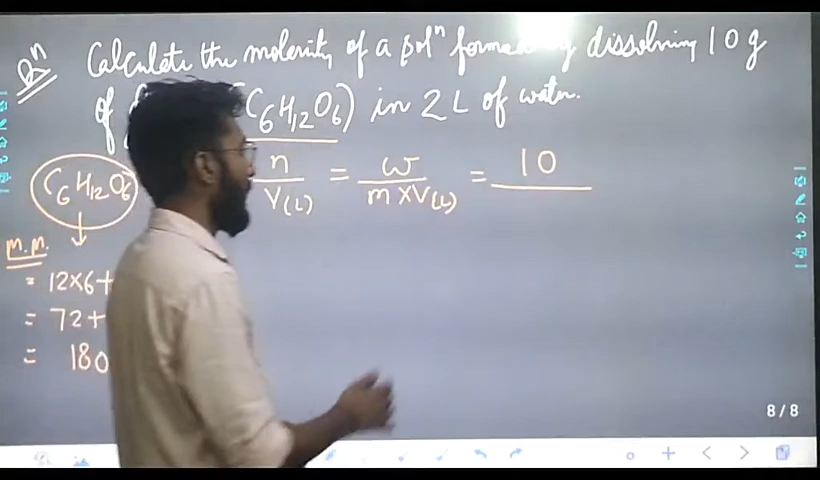 Qn Calculate the molarity of a soln formed dissolving 10 g
of C6H12O6) in 2 L of water.
C6H12O6
n / V(L) = w / m × V(L) = 10
M.M.
= 12×6+
= 72+
= 180
8 / 8